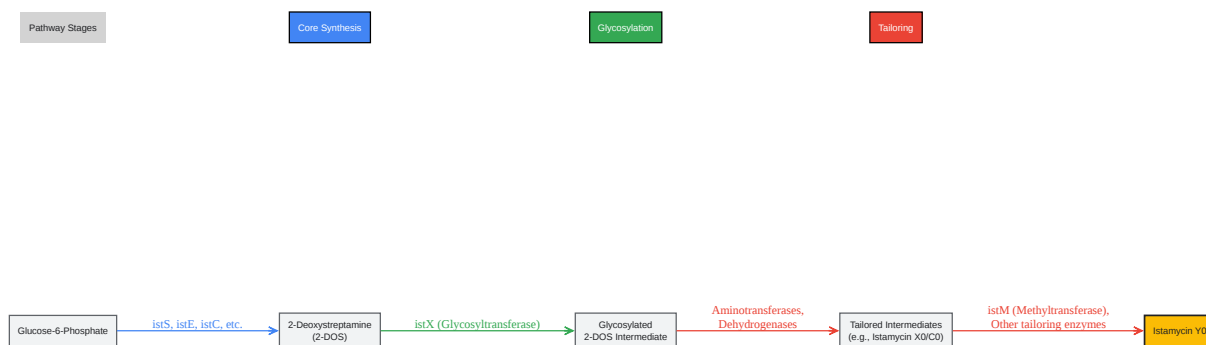 Pathway Stages
Core Synthesis
Glycosylation
Tailoring
Glucose-6-Phosphate
istS, istE, istC, etc.
2-Deoxystreptamine
(2-DOS)
istX (Glycosyltransferase)
Glycosylated
2-DOS Intermediate
Aminotransferases,
Dehydrogenases
Tailored Intermediates
(e.g., Istamycin X0/C0)
istM (Methyltransferase),
Other tailoring enzymes
Istamycin Y0